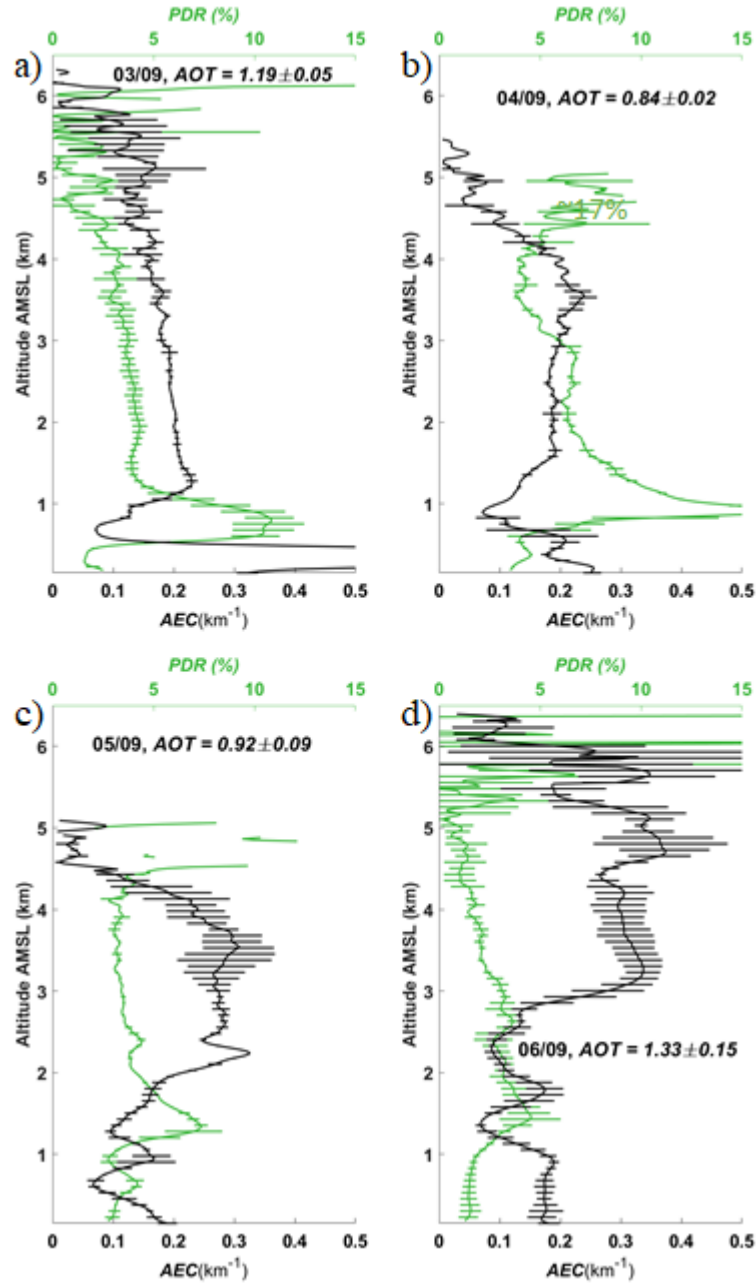 PDR (%)
0 5 10 15
a)
03/09, AOT = 1.19±0.05
Altitude AMSL (km)
6
5
4
3
2
1
0 0.1 0.2 0.3 0.4 0.5
AEC(km⁻¹)
PDR (%)
0 5 10 15
b)
04/09, AOT = 0.84±0.02
~17%
Altitude AMSL (km)
6
5
4
3
2
1
0 0.1 0.2 0.3 0.4 0.5
AEC(km⁻¹)
PDR (%)
0 5 10 15
c)
05/09, AOT = 0.92±0.09
Altitude AMSL (km)
6
5
4
3
2
1
0 0.1 0.2 0.3 0.4 0.5
AEC(km⁻¹)
PDR (%)
0 5 10 15
d)
06/09, AOT = 1.33±0.15
Altitude AMSL (km)
6
5
4
3
2
1
0 0.1 0.2 0.3 0.4 0.5
AEC(km⁻¹)